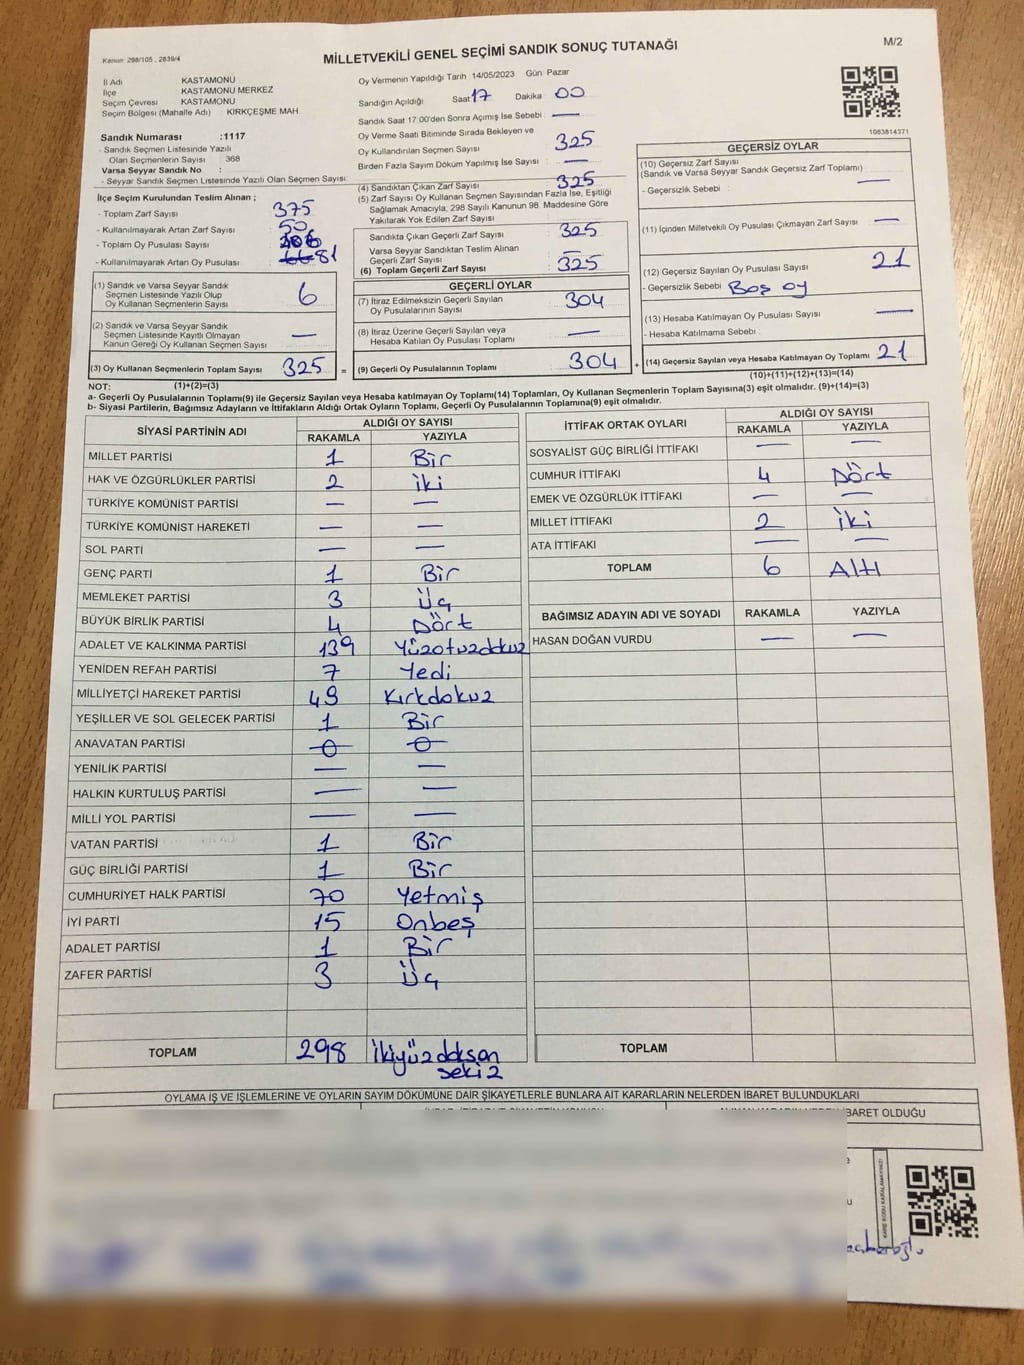 Kanun: 298/105 , 2839/4
MİLLETVEKİLİ GENEL SEÇİMİ SANDIK SONUÇ TUTANAĞI
M/2
İl Adı KASTAMONU
İlçe KASTAMONU MERKEZ
Seçim Çevresi KASTAMONU
Seçim Bölgesi (Mahalle Adı) KIRKÇEŞME MAH
Sandık Numarası :1117
- Sandık Seçmen Listesinde Yazılı
Olan Seçmenlerin Sayısı 368
Varsa Seyyar Sandık No :
- Seyyar Sandık Seçmen Listesinde Yazılı Olan Seçmen Sayısı:
Oy Vermenin Yapıldığı Tarih 14/05/2023 Gün: Pazar
Sandığın Açıldığı Saat 17 Dakika 00
Sandık Saat 17:00'den Sonra Açımış İse Sebebi —
Oy Verme Saati Bitiminde Sırada Bekleyen ve
Oy Kullandırılan Seçmen Sayısı 325
Birden Fazla Sayım Döküm Yapılmış İse Sayısı —
1063814371
İlçe Seçim Kurulundan Teslim Alınan ;
- Toplam Zarf Sayısı 375
- Kullanılmayarak Artan Zarf Sayısı 50
- Toplam Oy Pusulası Sayısı
- Kullanılmayarak Artan Oy Pusulası 81
(1) Sandık ve Varsa Seyyar Sandık
Seçmen Listesinde Yazılı Olup
Oy Kullanan Seçmenlerin Sayısı 6
(2) Sandık ve Varsa Seyyar Sandık
Seçmen Listesinde Kayıtlı Olmayan
Kanun Gereği Oy Kullanan Seçmen Sayısı —
(3) Oy Kullanan Seçmenlerin Toplam Sayısı 325
(1)+(2)=(3)
(4) Sandıktan Çıkan Zarf Sayısı 325
(5) Zarf Sayısı Oy Kullanan Seçmen Sayısından Fazla İse, Eşitliği
Sağlamak Amacıyla, 298 Sayılı Kanunun 98. Maddesine Göre
Yakılarak Yok Edilen Zarf Sayısı :
Sandıkta Çıkan Geçerli Zarf Sayısı : 325
Varsa Seyyar Sandıktan Teslim Alınan
Geçerli Zarf Sayısı
(6) Toplam Geçerli Zarf Sayısı : 325
GEÇERLİ OYLAR
(7) İtiraz Edilmeksizin Geçerli Sayılan
Oy Pusulalarının Sayısı : 304
(8) İtiraz Üzerine Geçerli Sayılan veya
Hesaba Katılan Oy Pusulası Toplamı —
= (9) Geçerli Oy Pusulalarının Toplamı : 304
GEÇERSİZ OYLAR
(10) Geçersiz Zarf Sayısı
(Sandık ve Varsa Seyyar Sandık Geçersiz Zarf Toplamı)
- Geçersizlik Sebebi : —
(11) İçinden Milletvekili Oy Pusulası Çıkmayan Zarf Sayısı —
(12) Geçersiz Sayılan Oy Pusulası Sayısı 21
- Geçersizlik Sebebi Boş oy
(13) Hesaba Katılmayan Oy Pusulası Sayısı —
- Hesaba Katılmama Sebebi :
+ (14) Geçersiz Sayılan veya Hesaba Katılmayan Oy Toplamı 21
(10)+(11)+(12)+(13)=(14)
NOT:
a- Geçerli Oy Pusulalarının Toplamı(9) ile Geçersiz Sayılan veya Hesaba katılmayan Oy Toplamı(14) Toplamları, Oy Kullanan Seçmenlerin Toplam Sayısına(3) eşit olmalıdır. (9)+(14)=(3)
b- Siyasi Partilerin, Bağımsız Adayların ve İttifakların Aldığı Ortak Oyların Toplamı, Geçerli Oy Pusulalarının Toplamına(9) eşit olmalıdır.
SİYASİ PARTİNİN ADI ALDIĞI OY SAYISI
RAKAMLA YAZIYLA
MİLLET PARTİSİ 1 Bir
HAK VE ÖZGÜRLÜKLER PARTİSİ 2 iki
TÜRKİYE KOMÜNİST PARTİSİ — —
TÜRKİYE KOMÜNİST HAREKETİ — —
SOL PARTİ — —
GENÇ PARTİ 1 Bir
MEMLEKET PARTİSİ 3 Üç
BÜYÜK BİRLİK PARTİSİ 4 Dört
ADALET VE KALKINMA PARTİSİ 139 Yüzotuzdokuz
YENİDEN REFAH PARTİSİ 7 Yedi
MİLLİYETÇİ HAREKET PARTİSİ 49 Kırkdokuz
YEŞİLLER VE SOL GELECEK PARTİSİ 1 Bir
ANAVATAN PARTİSİ 0 0
YENİLİK PARTİSİ — —
HALKIN KURTULUŞ PARTİSİ — —
MİLLİ YOL PARTİSİ — —
VATAN PARTİSİ 1 Bir
GÜÇ BİRLİĞİ PARTİSİ 1 Bir
CUMHURİYET HALK PARTİSİ 70 Yetmiş
İYİ PARTİ 15 Onbeş
ADALET PARTİSİ 1 Bir
ZAFER PARTİSİ 3 Üç
TOPLAM 298 İkiyüzdoksan
sekiz
İTTİFAK ORTAK OYLARI ALDIĞI OY SAYISI
RAKAMLA YAZIYLA
SOSYALİST GÜÇ BİRLİĞİ İTTİFAKI — —
CUMHUR İTTİFAKI 4 Dört
EMEK VE ÖZGÜRLÜK İTTİFAKI — —
MİLLET İTTİFAKI 2 iki
ATA İTTİFAKI — —
TOPLAM 6 Altı
BAĞIMSIZ ADAYIN ADI VE SOYADI RAKAMLA YAZIYLA
HASAN DOĞAN VURDU — —
TOPLAM
OYLAMA İŞ VE İŞLEMLERİNE VE OYLARIN SAYIM DÖKÜMÜNE DAİR ŞİKAYETLERLE BUNLARA AİT KARARLARIN NELERDEN İBARET BULUNDUKLARI
İBARET OLDUĞU